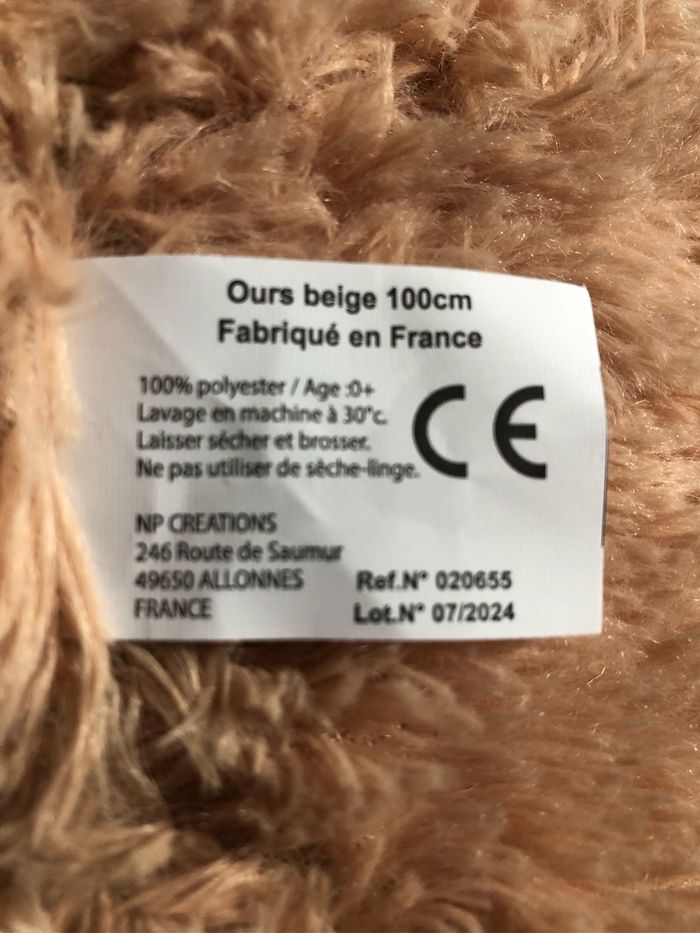 Ours beige 100cm
Fabriqué en France
100% polyester / Age :0+
Lavage en machine à 30°c.
Laisser sécher et brosser.
Ne pas utiliser de sèche-linge.
CE
NP CREATIONS
246 Route de Saumur
49650 ALLONNES
FRANCE
Ref.N° 020655
Lot.N° 07/2024